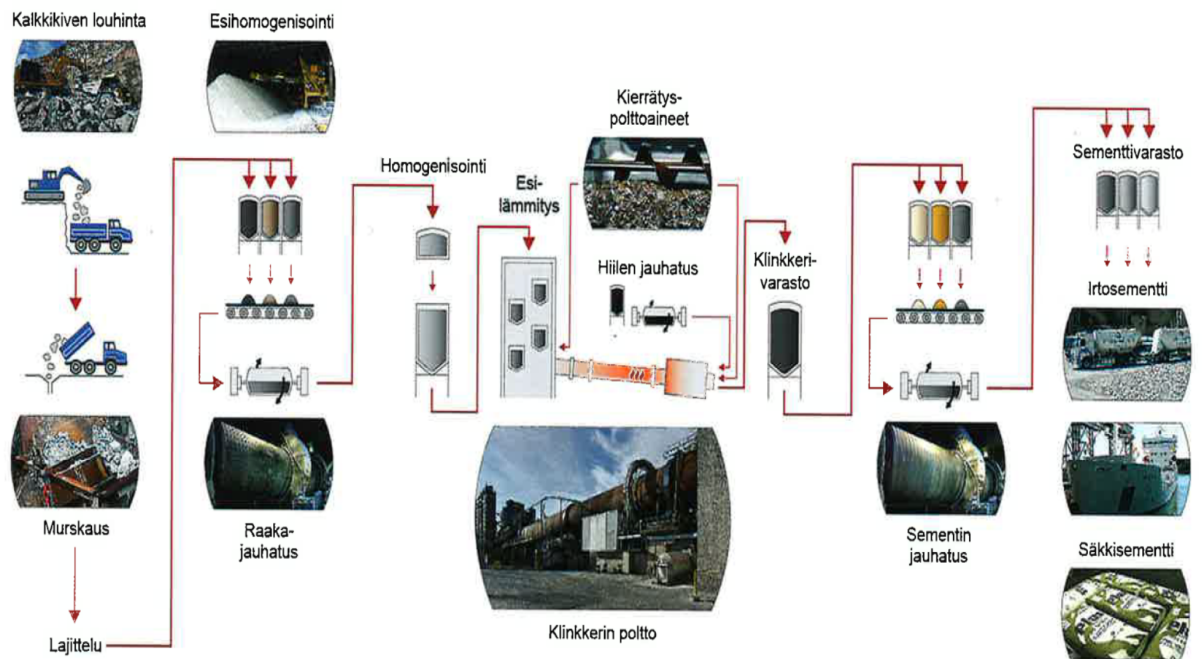 Kalkkikiven louhinta
Esihomogenisointi
Murskaus
Lajittelu
Raaka-
jauhatus
Homogenisointi
Esi-
lämmitys
Kierrätys-
polttoaineet
Hiilen jauhatus
Klinkkerin poltto
Klinkkeri-
varasto
Sementin
jauhatus
Sementtivarasto
Irtosementti
Säkkisementti